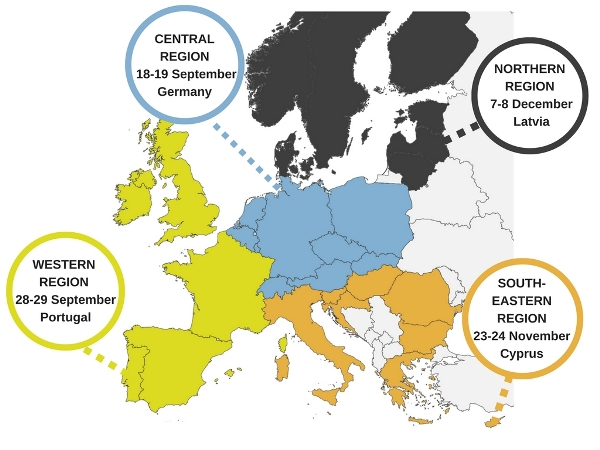 CENTRAL
REGION
18-19 September
Germany
NORTHERN
REGION
7-8 December
Latvia
WESTERN
REGION
28-29 September
Portugal
SOUTH-
EASTERN
REGION
23-24 November
Cyprus